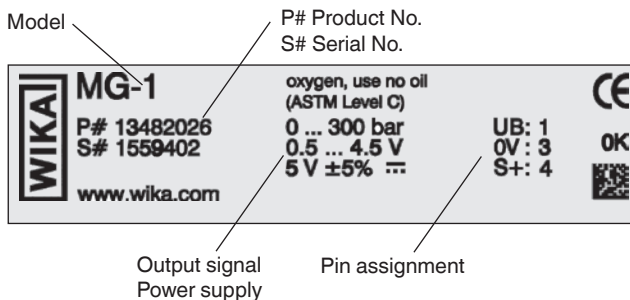 Model
P# Product No.
S# Serial No.
WIKA
MG-1
P# 13482026
S# 1559402
www.wika.com
oxygen, use no oil
(ASTM Level C)
0 ... 300 bar
0.5 ... 4.5 V
5 V ±5% ⎓
UB: 1
0V : 3
S+: 4
CE
Output signal
Power supply
Pin assignment